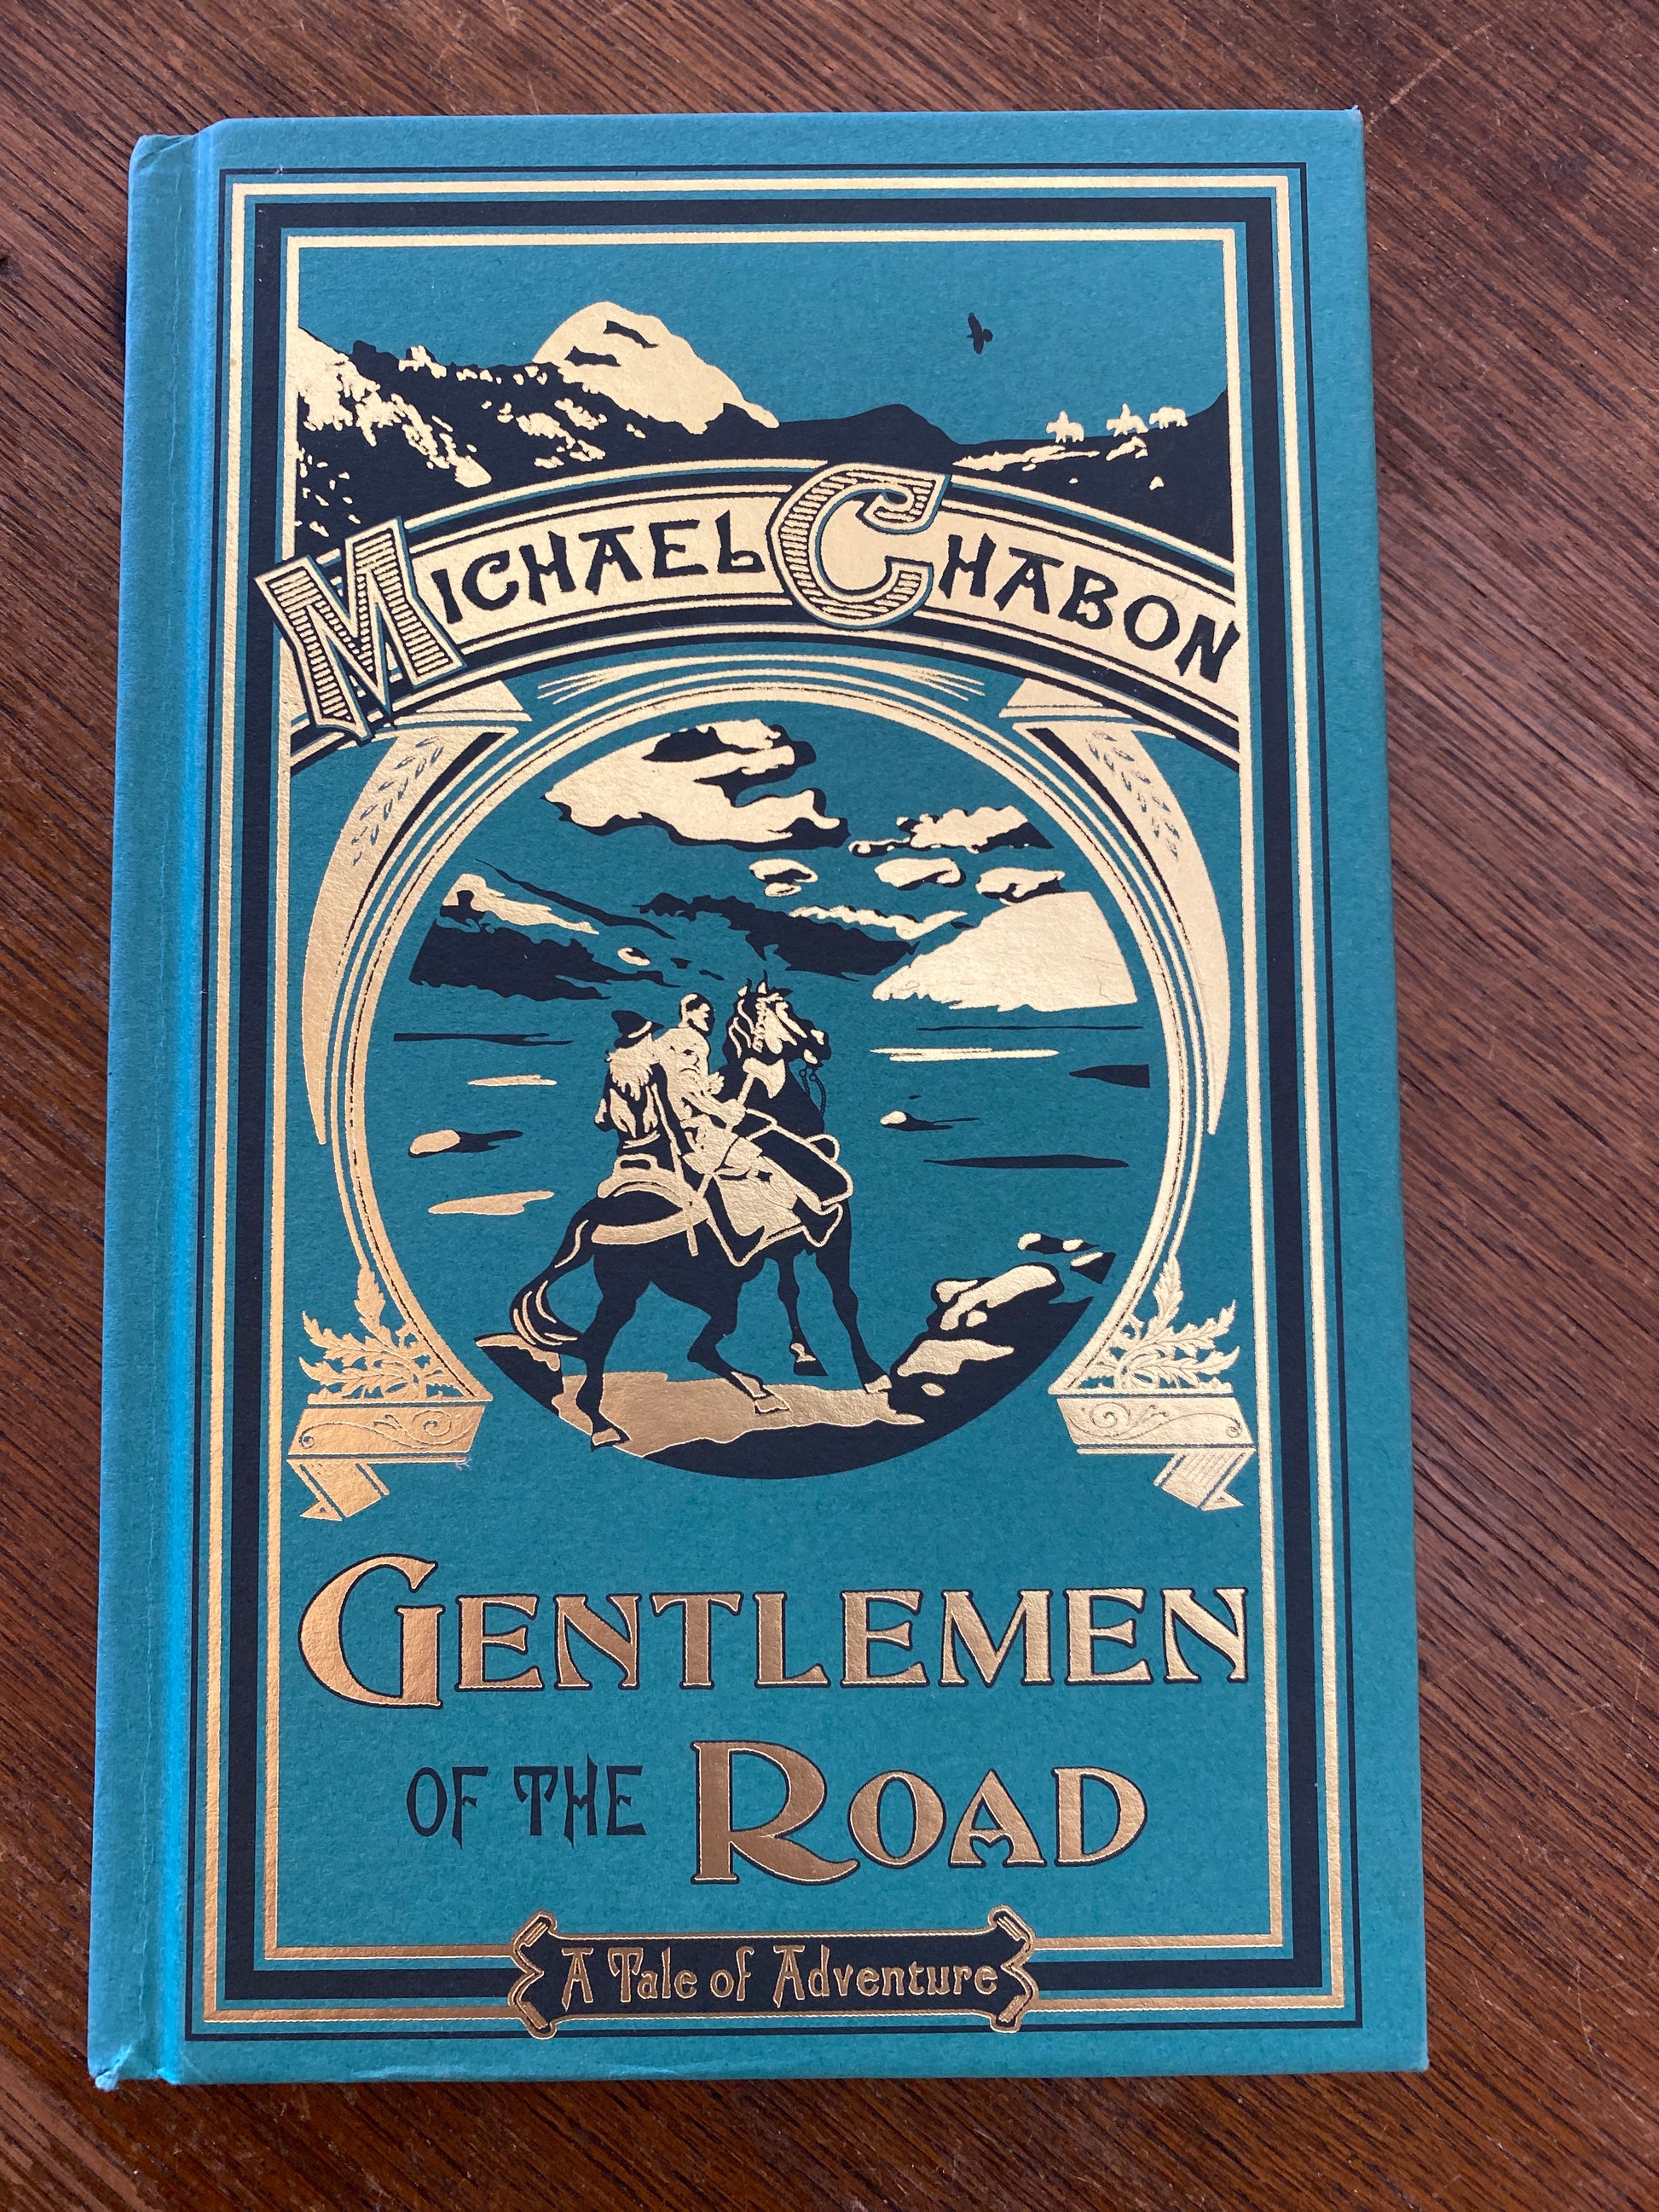 MICHAEL CHABON
GENTLEMEN
OF THE ROAD
A Tale of Adventure